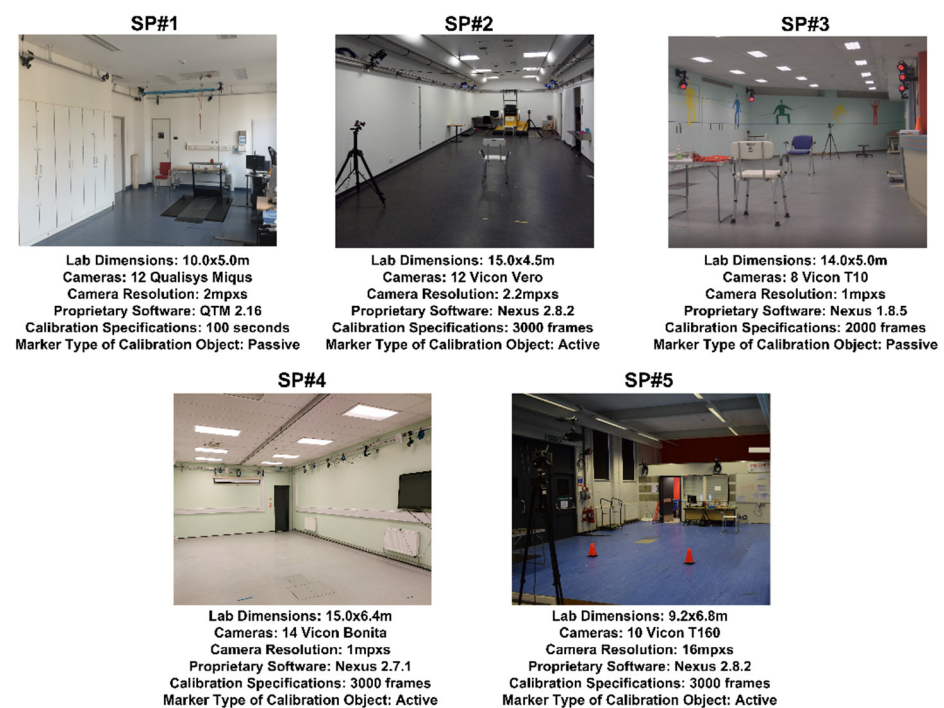 SP#1
SP#2
SP#3
Lab Dimensions: 10.0x5.0m
Cameras: 12 Qualisys Miqus
Camera Resolution: 2mpxs
Proprietary Software: QTM 2.16
Calibration Specifications: 100 seconds
Marker Type of Calibration Object: Passive
Lab Dimensions: 15.0x4.5m
Cameras: 12 Vicon Vero
Camera Resolution: 2.2mpxs
Proprietary Software: Nexus 2.8.2
Calibration Specifications: 3000 frames
Marker Type of Calibration Object: Active
Lab Dimensions: 14.0x5.0m
Cameras: 8 Vicon T10
Camera Resolution: 1mpxs
Proprietary Software: Nexus 1.8.5
Calibration Specifications: 2000 frames
Marker Type of Calibration Object: Passive
SP#4
SP#5
Lab Dimensions: 15.0x6.4m
Cameras: 14 Vicon Bonita
Camera Resolution: 1mpxs
Proprietary Software: Nexus 2.7.1
Calibration Specifications: 3000 frames
Marker Type of Calibration Object: Active
Lab Dimensions: 9.2x6.8m
Cameras: 10 Vicon T160
Camera Resolution: 16mpxs
Proprietary Software: Nexus 2.8.2
Calibration Specifications: 3000 frames
Marker Type of Calibration Object: Active